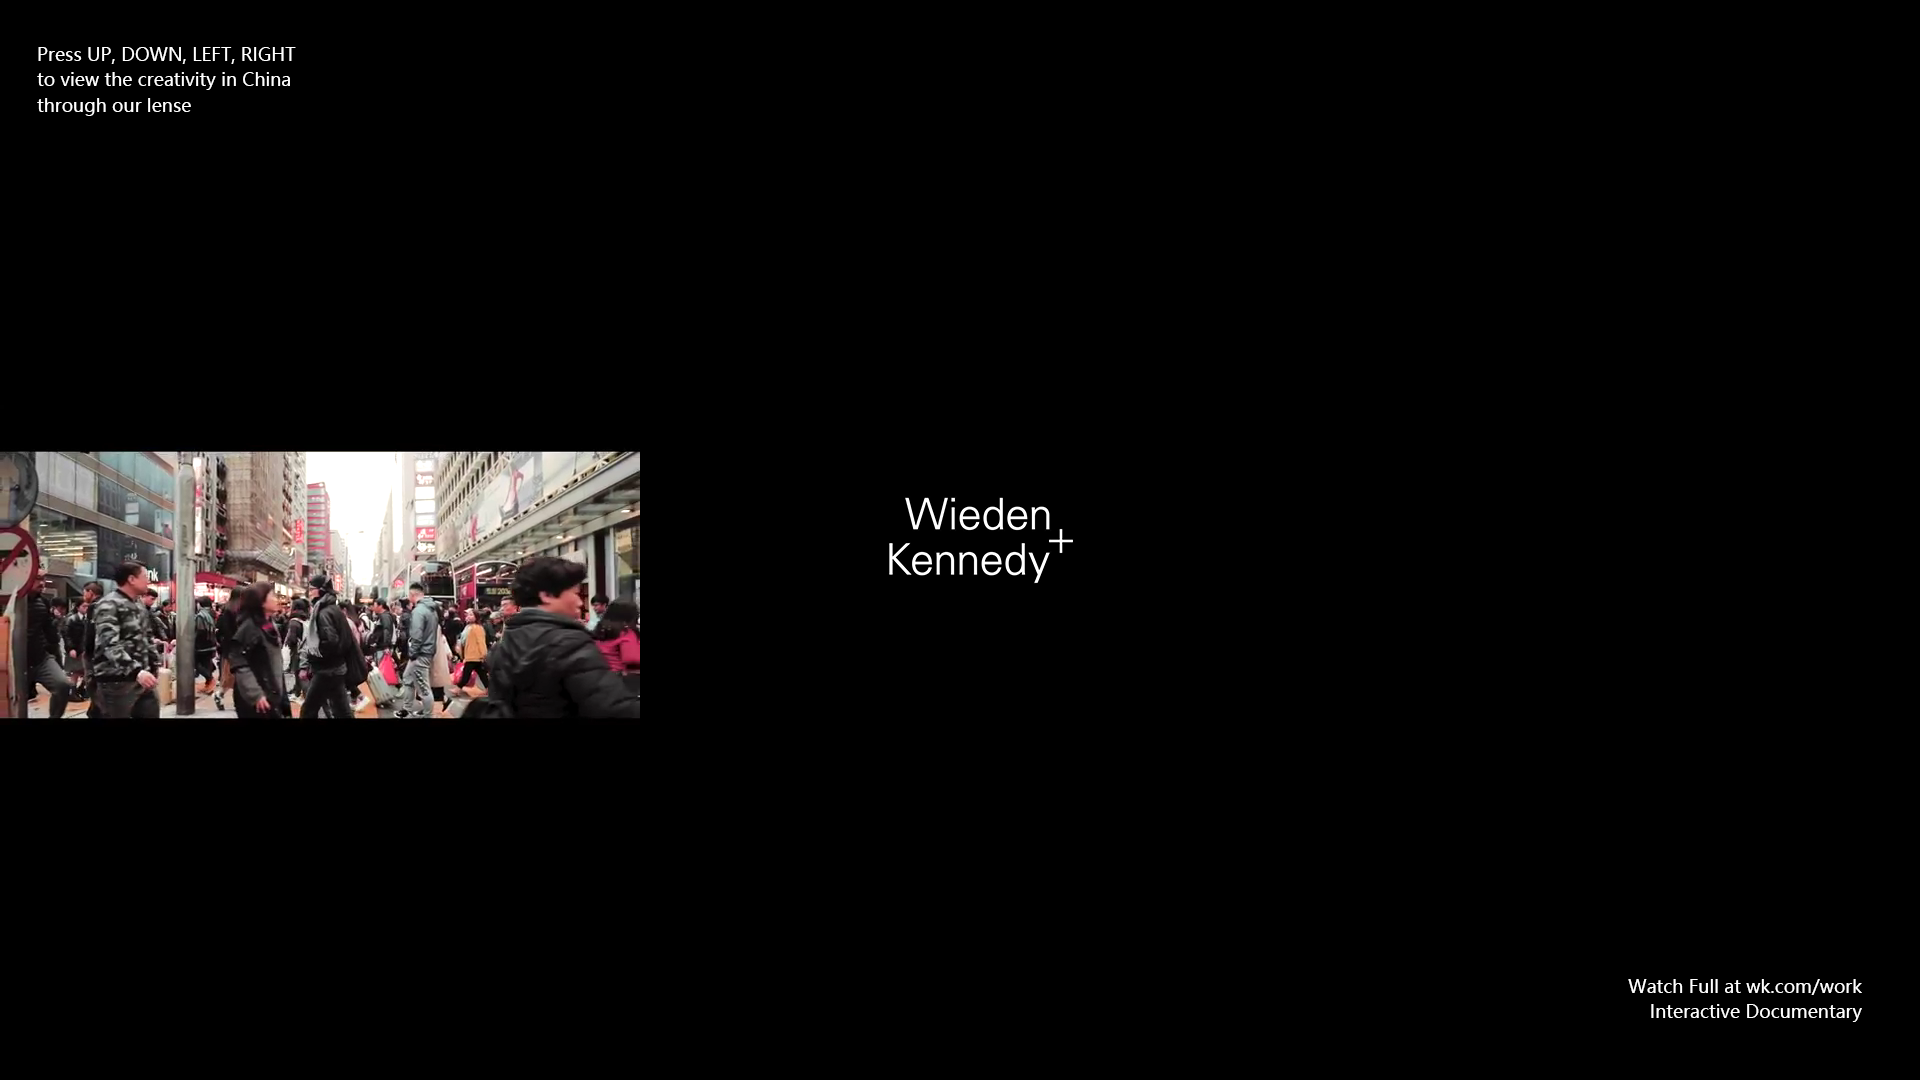 Press UP, DOWN, LEFT, RIGHT
to view the creativity in China
through our lense
Wieden
Kennedy+
Watch Full at wk.com/work
Interactive Documentary